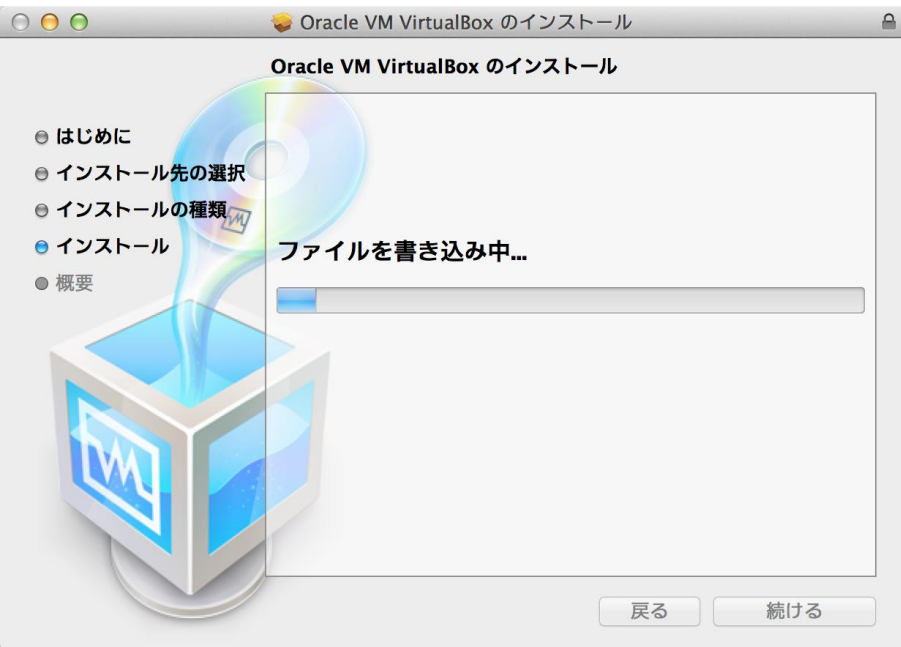 Oracle VM VirtualBox のインストール
Oracle VM VirtualBox のインストール
はじめに
インストール先の選択
インストールの種類
インストール
概要
ファイルを書き込み中...
戻る
続ける